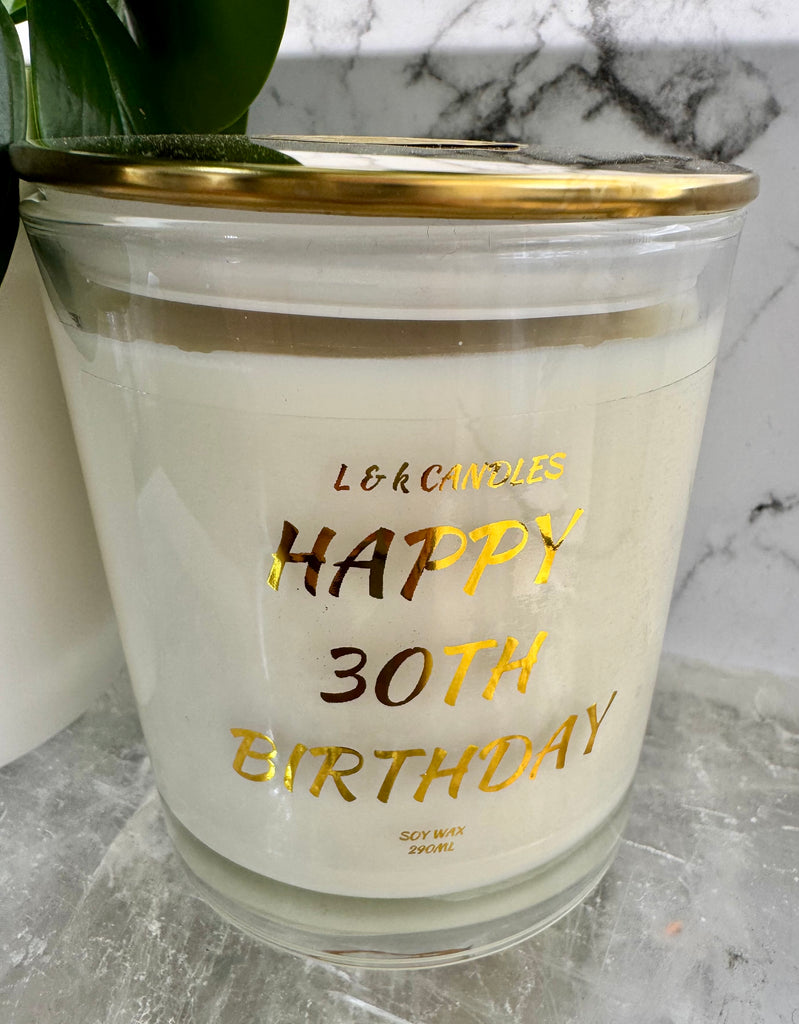 L & k CANDLES
HAPPY
30TH
BIRTHDAY
SOY WAX
290ML